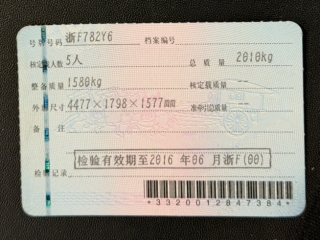 号牌号码 浙F782Y6 档案编号
核定载人数 5人 总质量 2010kg
整备质量 1580kg 核定载质量 --
外廓尺寸 4477×1798×1577mm 准牵引总质量 --
备注
检验有效期至2016 年06 月浙F(00)
检验记录
*3320012847384*